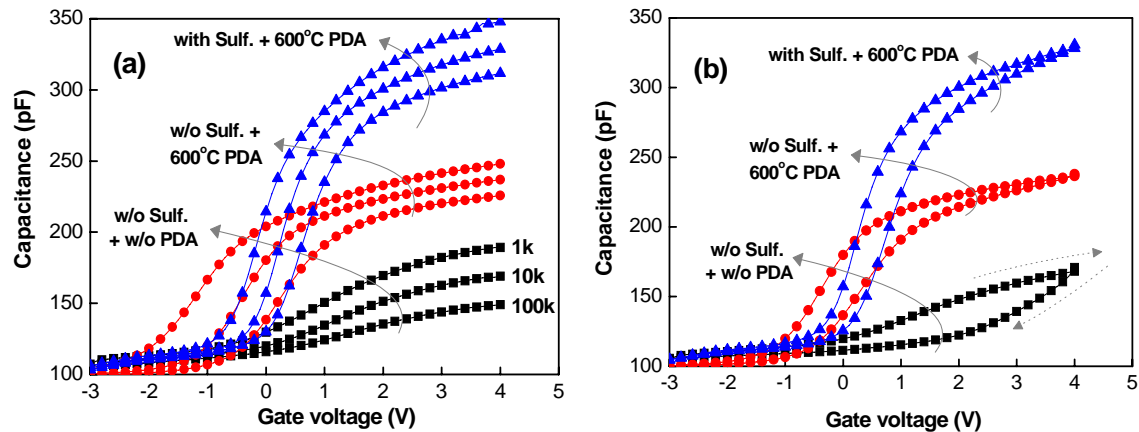 (a)
with Sulf. + 600°C PDA
w/o Sulf. +
600°C PDA
w/o Sulf.
+ w/o PDA
1k
10k
100k
350
300
250
200
150
100
Capacitance (pF)
-3 -2 -1 0 1 2 3 4 5
Gate voltage (V)
(b)
with Sulf. + 600°C PDA
w/o Sulf. +
600°C PDA
w/o Sulf.
+ w/o PDA
350
300
250
200
150
100
Capacitance (pF)
-3 -2 -1 0 1 2 3 4 5
Gate voltage (V)